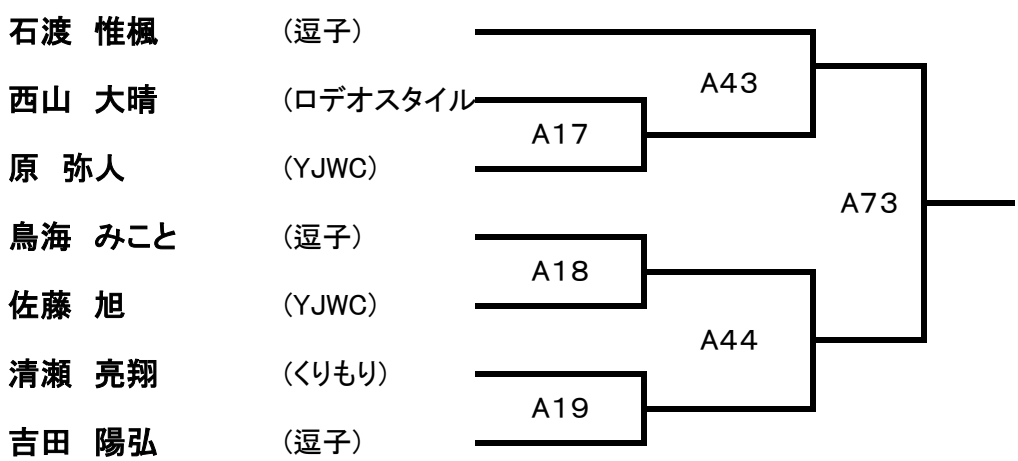 石渡　惟楓 (逗子)
A43
西山　大晴 (ロデオスタイル
A17
原　弥人 (YJWC)
A73
鳥海　みこと (逗子)
A18
佐藤　旭 (YJWC)
A44
清瀬　亮翔 (くりもり)
A19
吉田　陽弘 (逗子)